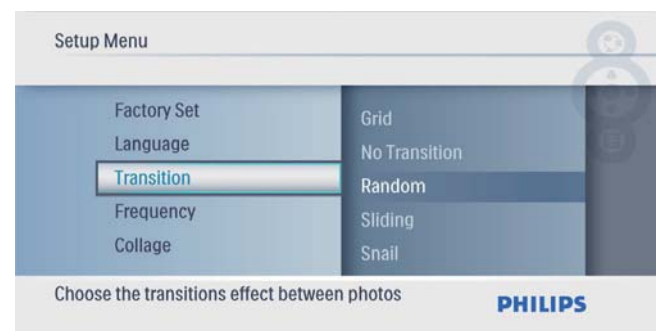 Setup Menu
Factory Set
Language
Transition
Frequency
Collage
Grid
No Transition
Random
Sliding
Snail
Choose the transitions effect between photos
PHILIPS